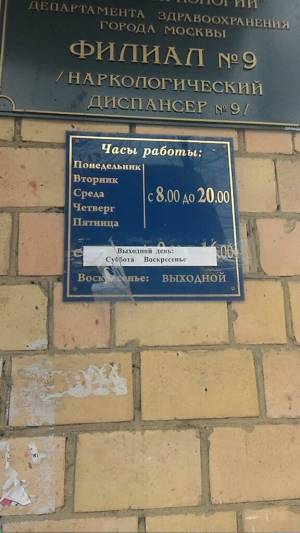 ДЕПАРТАМЕНТА ЗДРАВООХРАНЕНИЯ
ГОРОДА МОСКВЫ
ФИЛИАЛ №9
/НАРКОЛОГИЧЕСКИЙ
ДИСПАНСЕР №9/
Часы работы:
Понедельник
Вторник
Среда
Четверг
Пятница
с 8.00 до 20.00
Выходной день:
Суббота Воскресенье
Воскресенье: ВЫХОДНОЙ